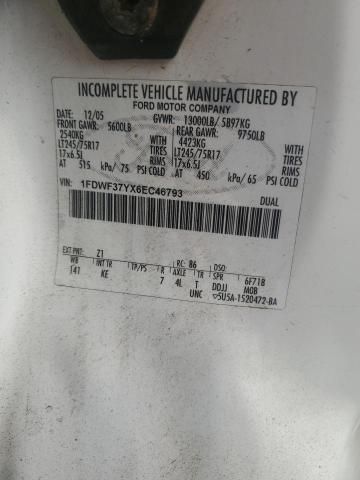 INCOMPLETE VEHICLE MANUFACTURED BY
FORD MOTOR COMPANY
DATE: 12/05 GVWR: 13000LB/ 5897KG
FRONT GAWR: 5600LB REAR GAWR: 9750LB
2540KG WITH 4423KG WITH
LT245/75R17 TIRES LT245/75R17 TIRES
17x6.5J RIMS 17x6.5J RIMS
AT 515 kPa/ 75 PSI COLD AT 450 kPa/ 65 PSI COLD
VIN: 1FDWF37YX6EC46793 DUAL
EXT PNT: Z1 RC: 86 DSO:
WB INT TR TP/PS R AXLE TR SPR 6F718
141 KE 7 4L T DDJJ MOB
UNC ▽5U5A-1520472-BA